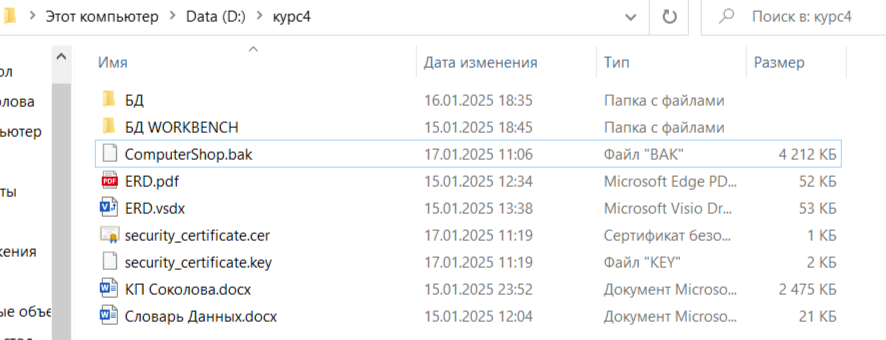 Этот компьютер > Data (D:) > курс4
Поиск в: курс4
Имя Дата изменения Тип Размер
БД 16.01.2025 18:35 Папка с файлами
БД WORKBENCH 15.01.2025 18:45 Папка с файлами
ComputerShop.bak 17.01.2025 11:06 Файл "BAK" 4 212 КБ
ERD.pdf 15.01.2025 12:34 Microsoft Edge PD... 52 КБ
ERD.vsdx 15.01.2025 13:38 Microsoft Visio Dr... 53 КБ
security_certificate.cer 17.01.2025 11:19 Сертификат безо... 1 КБ
security_certificate.key 17.01.2025 11:19 Файл "KEY" 2 КБ
КП Соколова.docx 15.01.2025 23:52 Документ Microso... 2 475 КБ
Словарь Данных.docx 15.01.2025 12:04 Документ Microso... 21 КБ
ол
олова
ьютер
ты
жения
ые объе